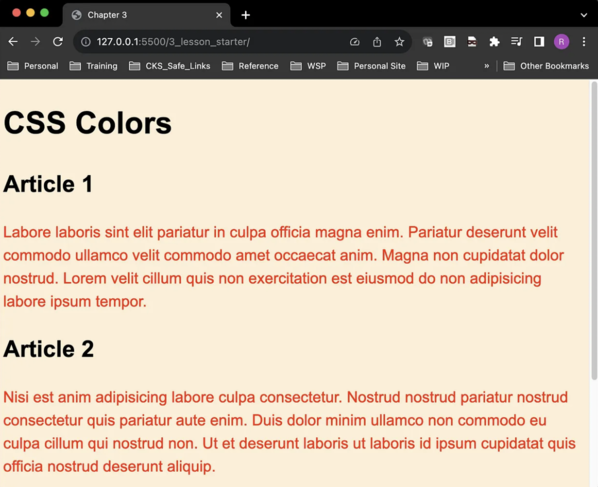 Chapter 3
127.0.0.1:5500/3_lesson_starter/
R
Personal
Training
CKS_Safe_Links
Reference
WSP
Personal Site
WIP
»
Other Bookmarks
CSS Colors
Article 1
Labore laboris sint elit pariatur in culpa officia magna enim. Pariatur deserunt velit
commodo ullamco velit commodo amet occaecat anim. Magna non cupidatat dolor
nostrud. Lorem velit cillum quis non exercitation est eiusmod do non adipisicing
labore ipsum tempor.
Article 2
Nisi est anim adipisicing labore culpa consectetur. Nostrud nostrud pariatur nostrud
consectetur quis pariatur aute enim. Duis dolor minim ullamco non commodo eu
culpa cillum qui nostrud non. Ut et deserunt laboris ut laboris id ipsum cupidatat quis
officia nostrud deserunt aliquip.